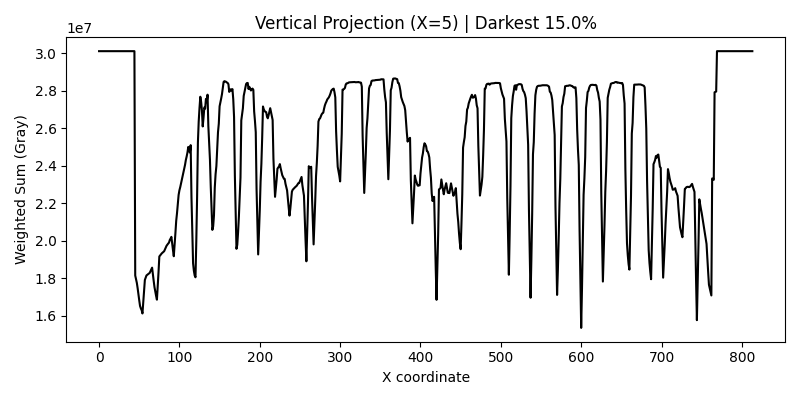 Vertical Projection (X=5) | Darkest 15.0%
1e7
3.0
2.8
2.6
2.4
2.2
2.0
1.8
1.6
Weighted Sum (Gray)
0 100 200 300 400 500 600 700 800
X coordinate